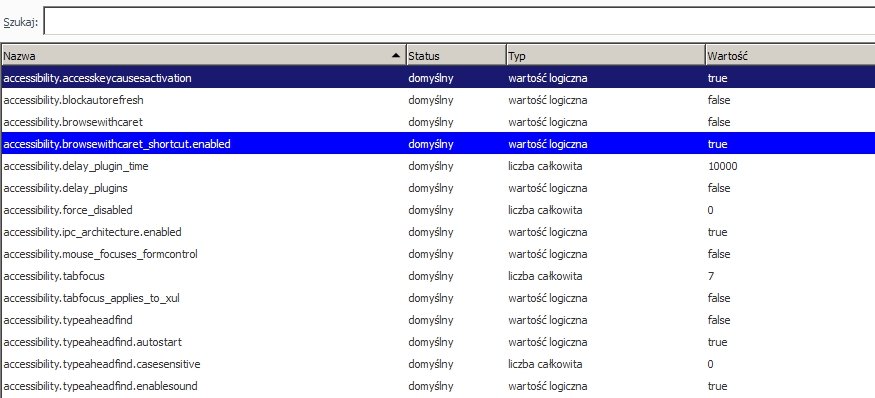 Szukaj:
Nazwa Status Typ Wartość
accessibility.accesskeycausesactivation domyślny wartość logiczna true
accessibility.blockautorefresh domyślny wartość logiczna false
accessibility.browsewithcaret domyślny wartość logiczna false
accessibility.browsewithcaret_shortcut.enabled domyślny wartość logiczna true
accessibility.delay_plugin_time domyślny liczba całkowita 10000
accessibility.delay_plugins domyślny wartość logiczna false
accessibility.force_disabled domyślny liczba całkowita 0
accessibility.ipc_architecture.enabled domyślny wartość logiczna true
accessibility.mouse_focuses_formcontrol domyślny wartość logiczna false
accessibility.tabfocus domyślny liczba całkowita 7
accessibility.tabfocus_applies_to_xul domyślny wartość logiczna false
accessibility.typeaheadfind domyślny wartość logiczna false
accessibility.typeaheadfind.autostart domyślny wartość logiczna true
accessibility.typeaheadfind.casesensitive domyślny liczba całkowita 0
accessibility.typeaheadfind.enablesound domyślny wartość logiczna true